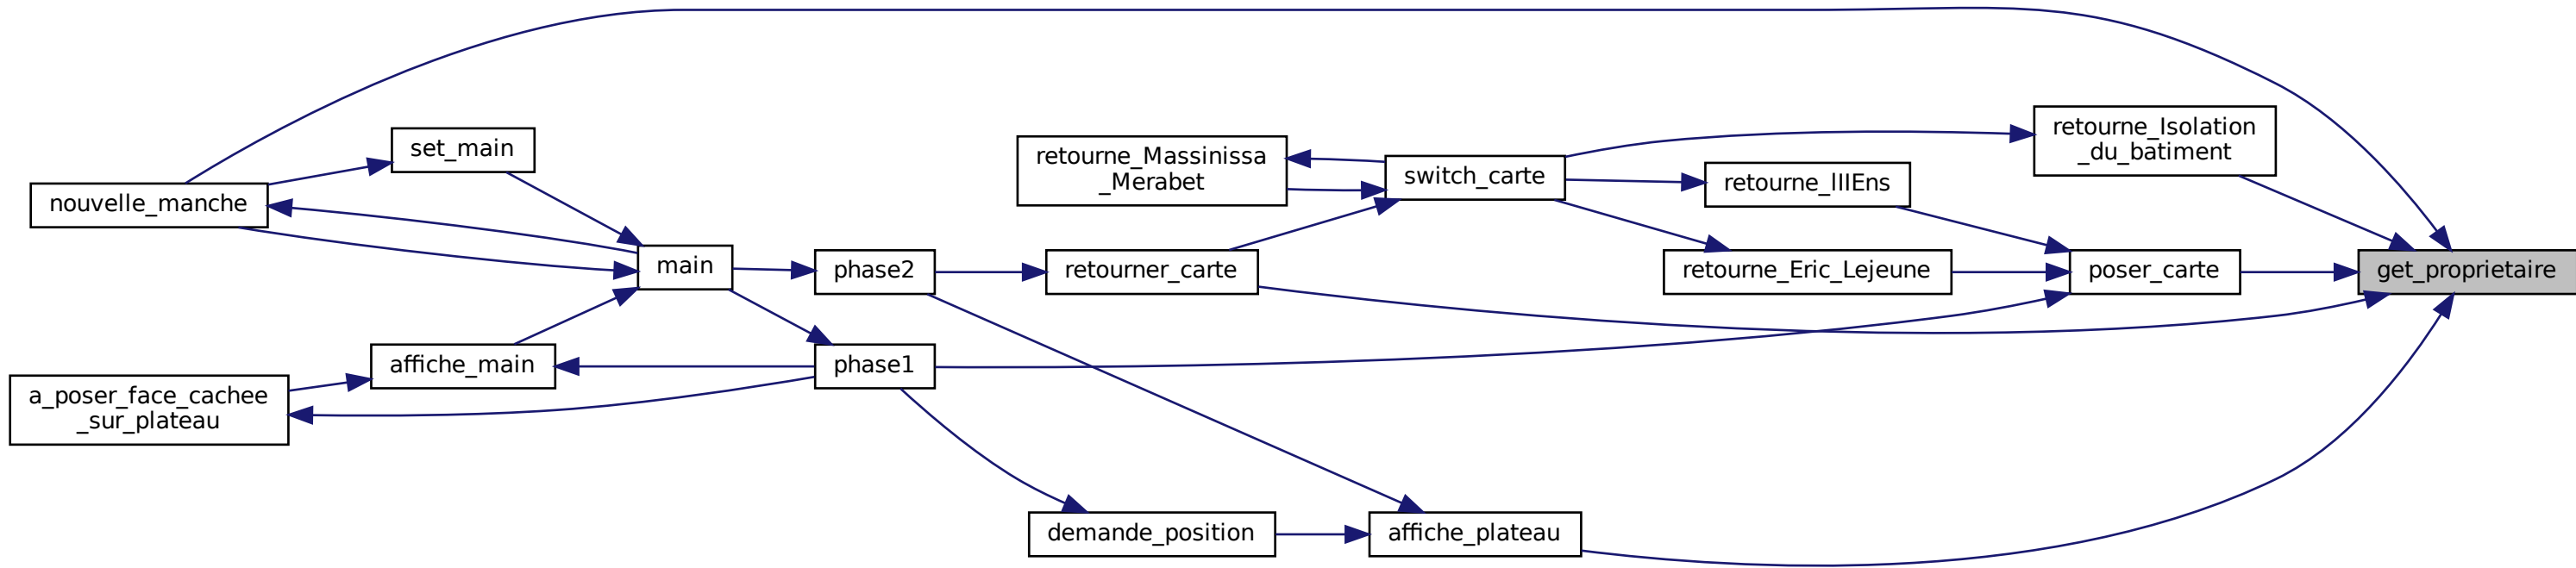 retourne_Isolation
_du_batiment
set_main
retourne_Massinissa
_Merabet
switch_carte
retourne_lIIEns
nouvelle_manche
main
phase2
retourner_carte
retourne_Eric_Lejeune
poser_carte
get_proprietaire
affiche_main
phase1
a_poser_face_cachee
_sur_plateau
demande_position
affiche_plateau